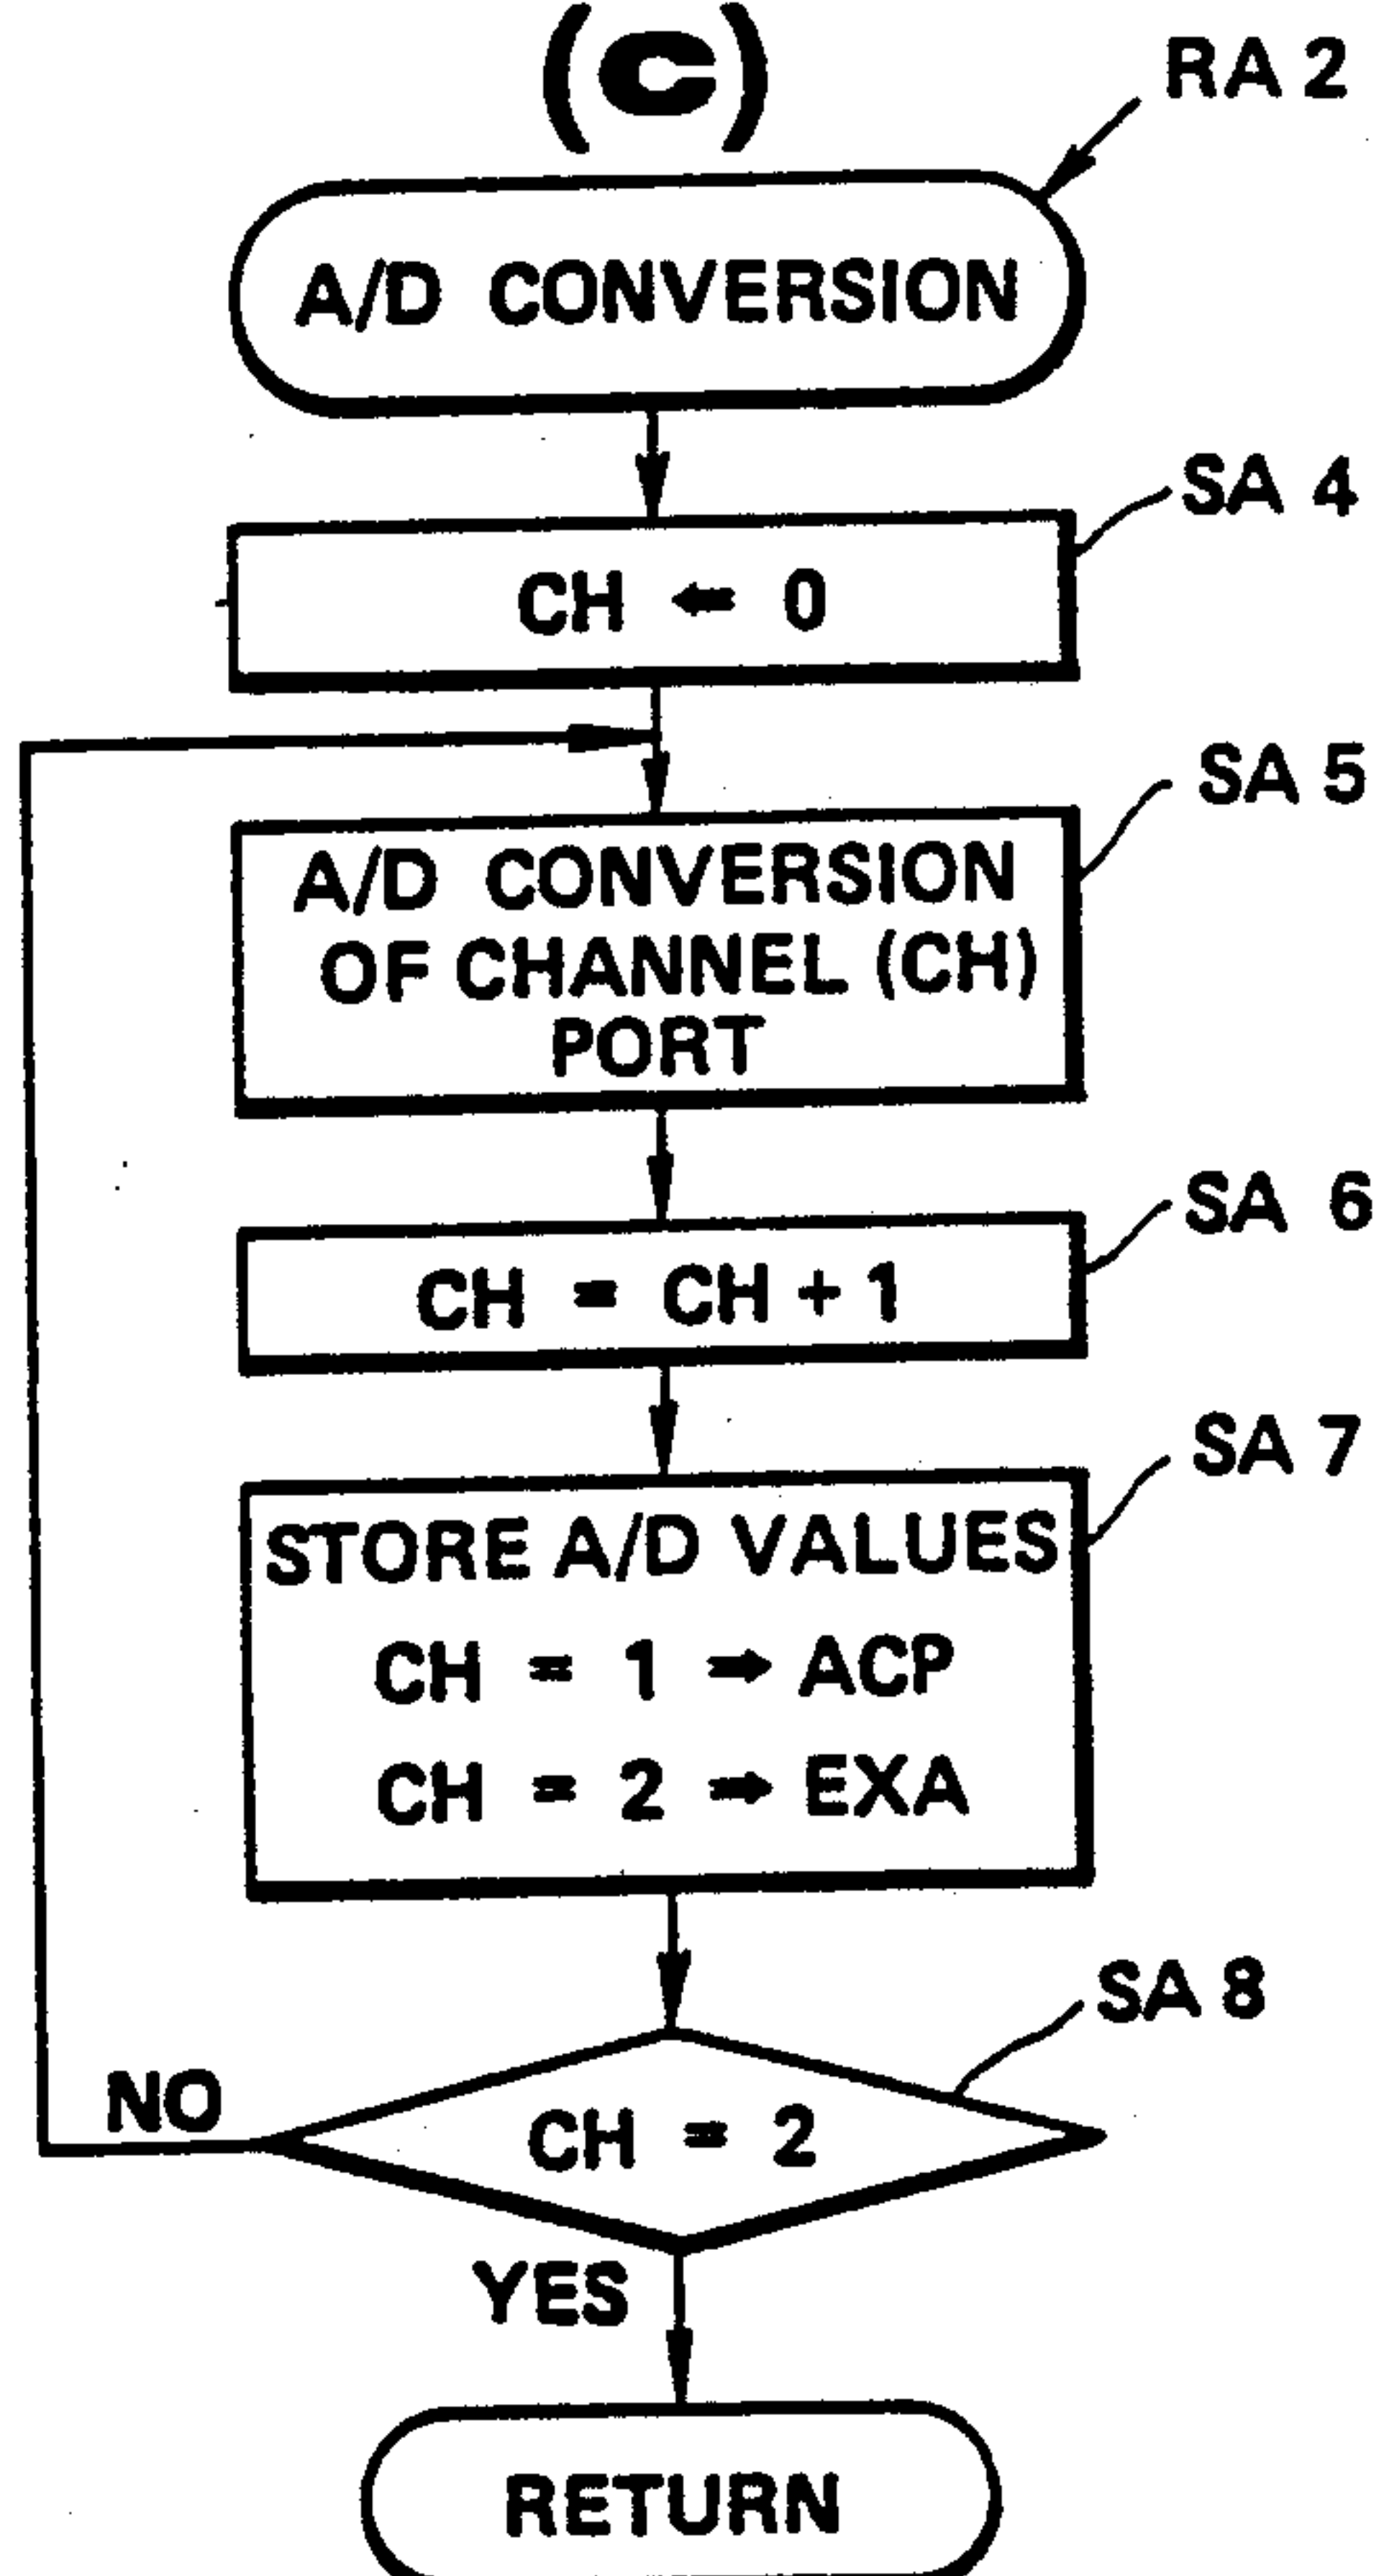 (C)
RA 2
A/D CONVERSION
SA 4
CH ← 0
SA 5
A/D CONVERSION
OF CHANNEL (CH)
PORT
SA 6
CH = CH + 1
SA 7
STORE A/D VALUES
CH = 1 → ACP
CH = 2 → EXA
SA 8
NO
CH = 2
YES
RETURN